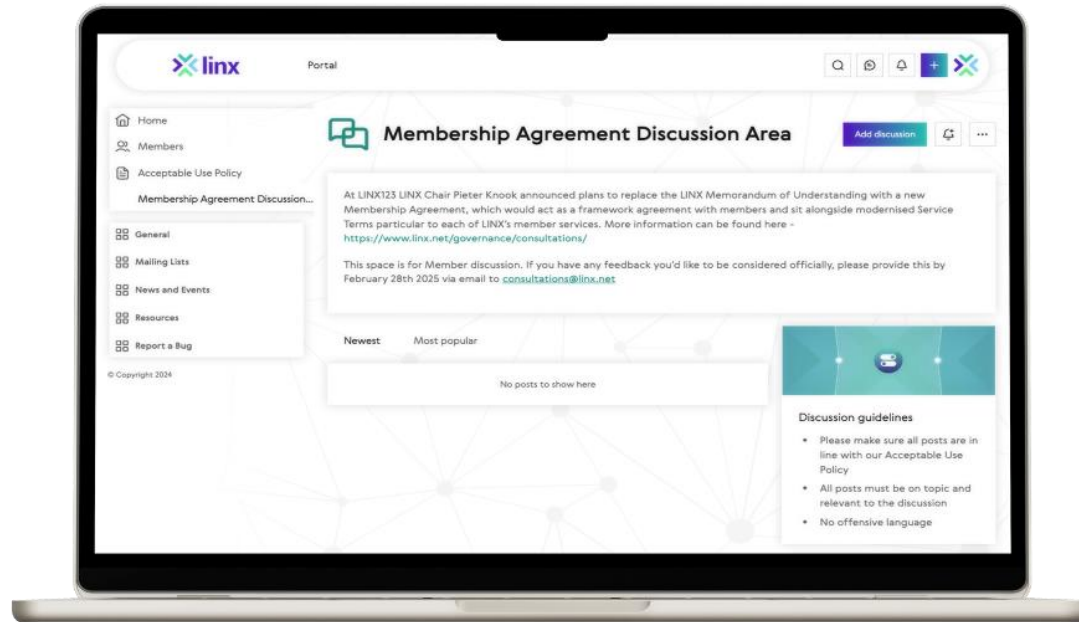 linx
Portal
+
Home
Members
Acceptable Use Policy
Membership Agreement Discussion...
General
Mailing Lists
News and Events
Resources
Report a Bug
© Copyright 2024
Membership Agreement Discussion Area
Add discussion
...
At LINX123 LINX Chair Pieter Knook announced plans to replace the LINX Memorandum of Understanding with a new
Membership Agreement, which would act as a framework agreement with members and sit alongside modernised Service
Terms particular to each of LINX's member services. More information can be found here -
https://www.linx.net/governance/consultations/
This space is for Member discussion. If you have any feedback you'd like to be considered officially, please provide this by
February 28th 2025 via email to consultations@linx.net
Newest
Most popular
No posts to show here
Discussion guidelines
• Please make sure all posts are in
line with our Acceptable Use
Policy
• All posts must be on topic and
relevant to the discussion
• No offensive language